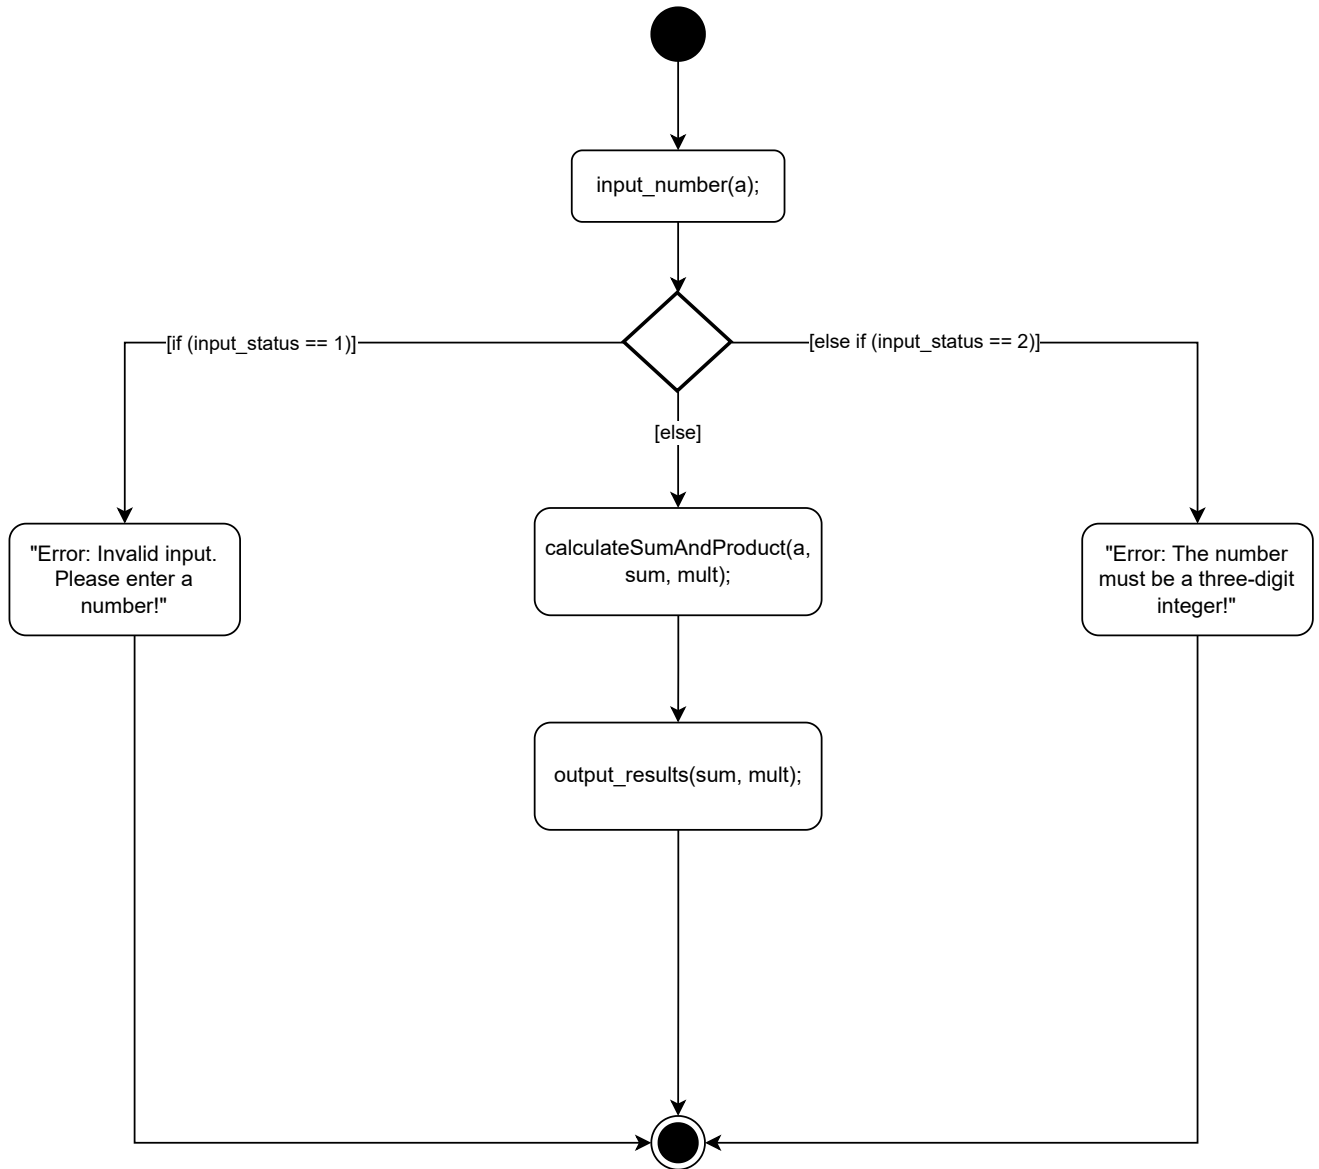 input_number(a);
[if (input_status == 1)]
[else if (input_status == 2)]
[else]
"Error: Invalid input.
Please enter a
number!"
calculateSumAndProduct(a,
sum, mult);
"Error: The number
must be a three-digit
integer!"
output_results(sum, mult);